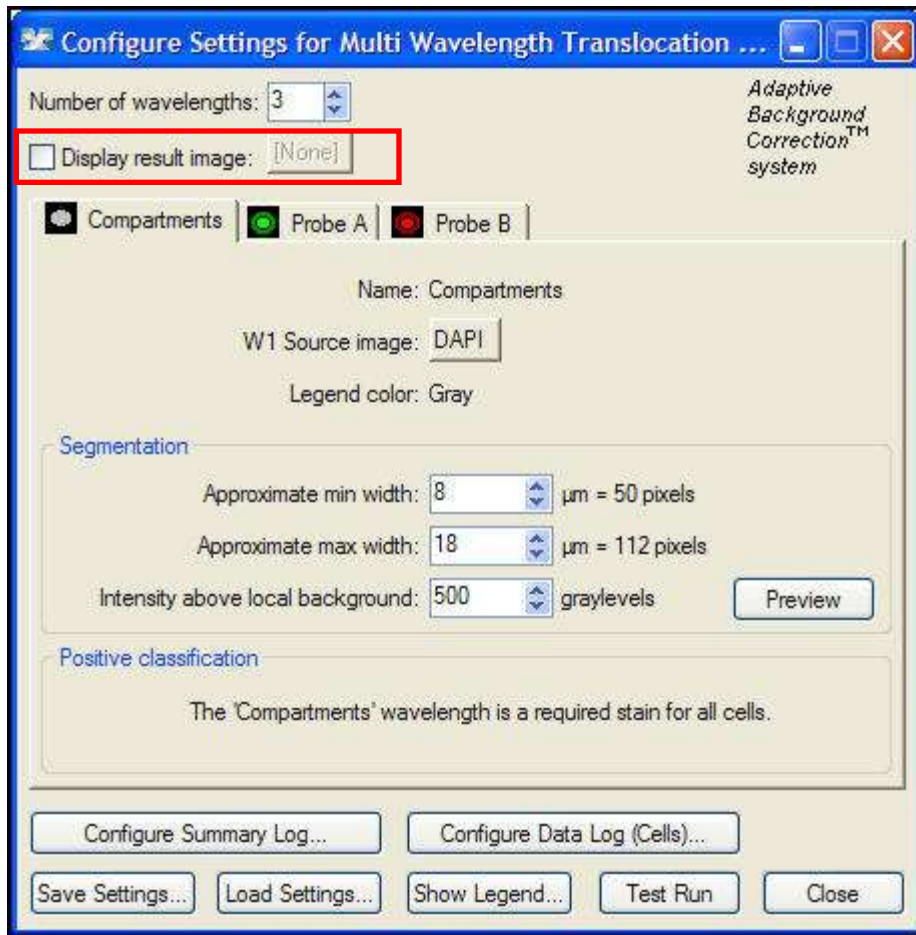 Configure Settings for Multi Wavelength Translocation ...
Number of wavelengths: 3
Adaptive
Background
Correction™
system
Display result image: [None]
Compartments Probe A Probe B
Name: Compartments
W1 Source image: DAPI
Legend color: Gray
Segmentation
Approximate min width: 8 µm = 50 pixels
Approximate max width: 18 µm = 112 pixels
Intensity above local background: 500 graylevels Preview
Positive classification
The 'Compartments' wavelength is a required stain for all cells.
Configure Summary Log... Configure Data Log (Cells)...
Save Settings... Load Settings... Show Legend... Test Run Close